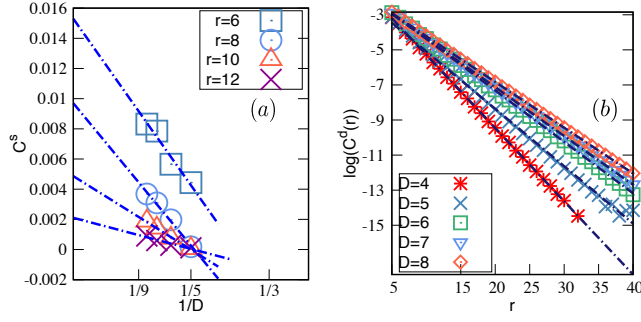 0.016
0.014
0.012
0.01
0.008
0.006
0.004
0.002
0
-0.002
C^s
1/9
1/5
1/3
1/D
r=6
r=8
r=10
r=12
(a)
-3
-5
-7
-9
-11
-13
-15
log(C^d(r))
5
15
25
35
40
r
D=4
D=5
D=6
D=7
D=8
(b)